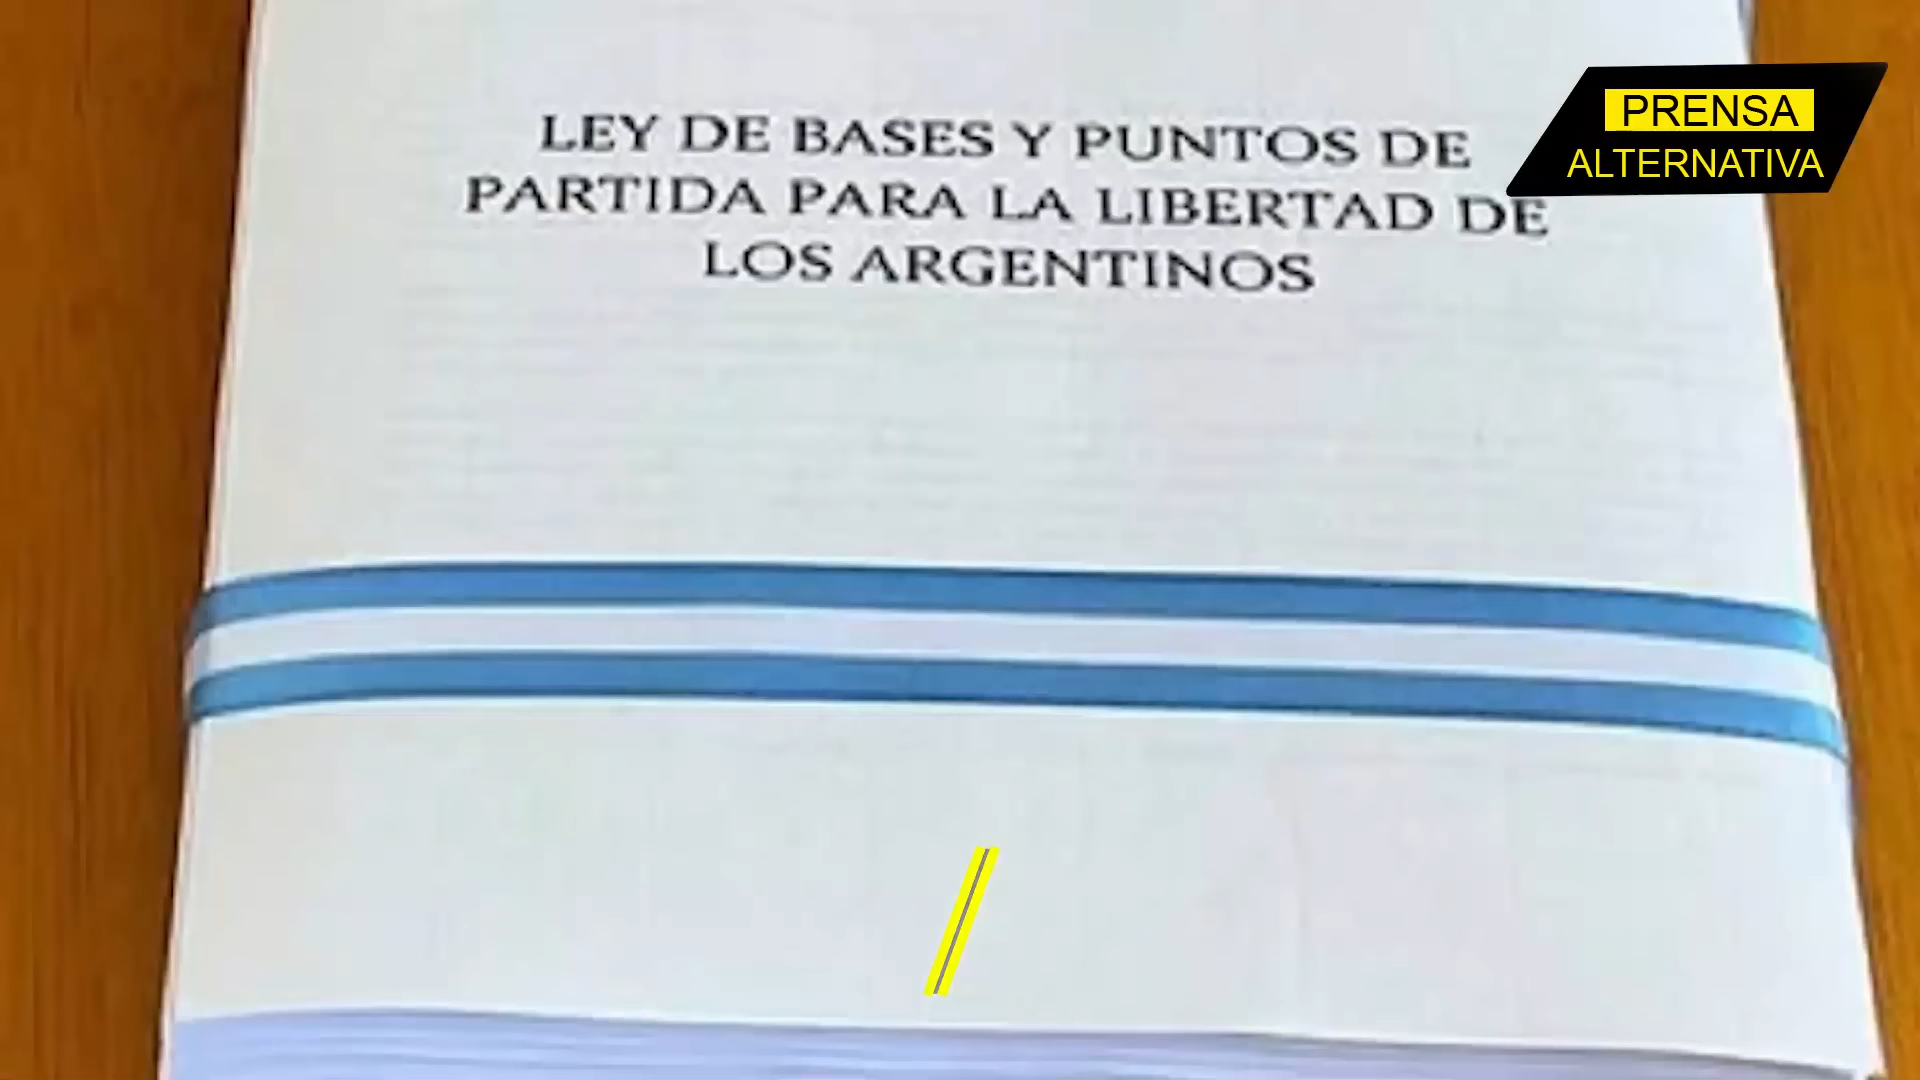 LEY DE BASES Y PUNTOS DE
PARTIDA PARA LA LIBERTAD DE
LOS ARGENTINOS
PRENSA
ALTERNATIVA